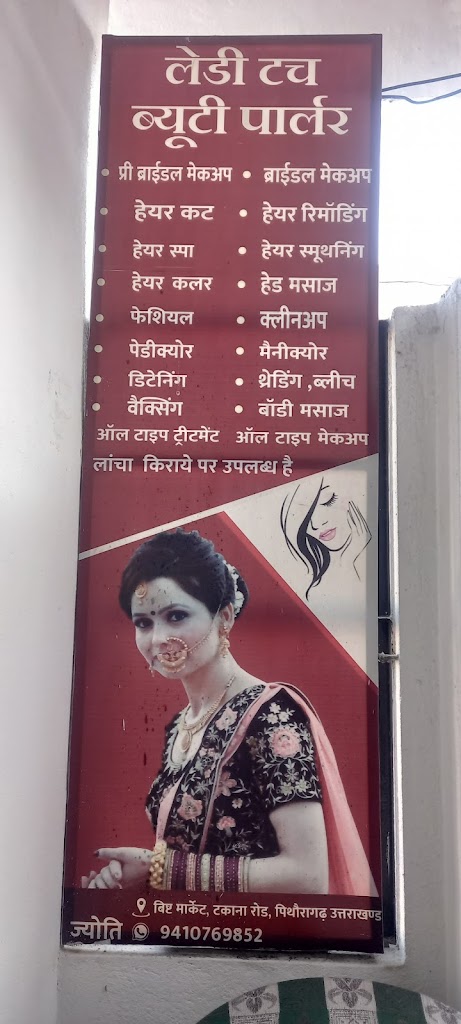 लेडी टच
ब्यूटी पार्लर
• प्री ब्राईडल मेकअप • ब्राईडल मेकअप
• हेयर कट • हेयर रिमॉडिंग
• हेयर स्पा • हेयर स्मूथनिंग
• हेयर कलर • हेड मसाज
• फेशियल • क्लीनअप
• पेडीक्योर • मैनीक्योर
• डिटेनिंग • थ्रेडिंग ,ब्लीच
• वैक्सिंग • बॉडी मसाज
ऑल टाइप ट्रीटमेंट ऑल टाइप मेकअप
लांचा किराये पर उपलब्ध है
बिष्ट मार्केट, टकाना रोड, पिथौरागढ़ उत्तराखण्ड
ज्योति 9410769852